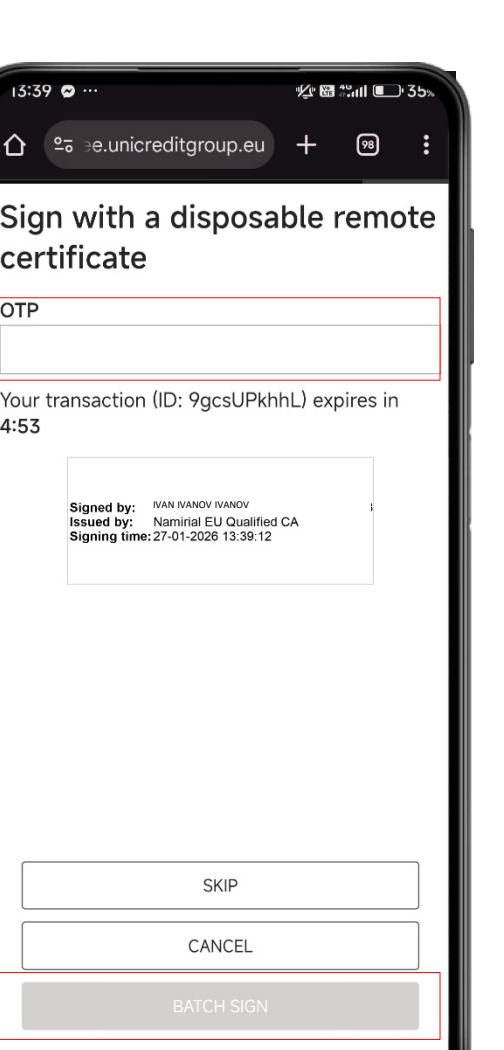 13:39
4G 35%
e.unicreditgroup.eu
98
Sign with a disposable remote
certificate
OTP
Your transaction (ID: 9gcsUPkhhL) expires in
4:53
Signed by: IVAN IVANOV IVANOV
Issued by: Namirial EU Qualified CA
Signing time: 27-01-2026 13:39:12
SKIP
CANCEL
BATCH SIGN